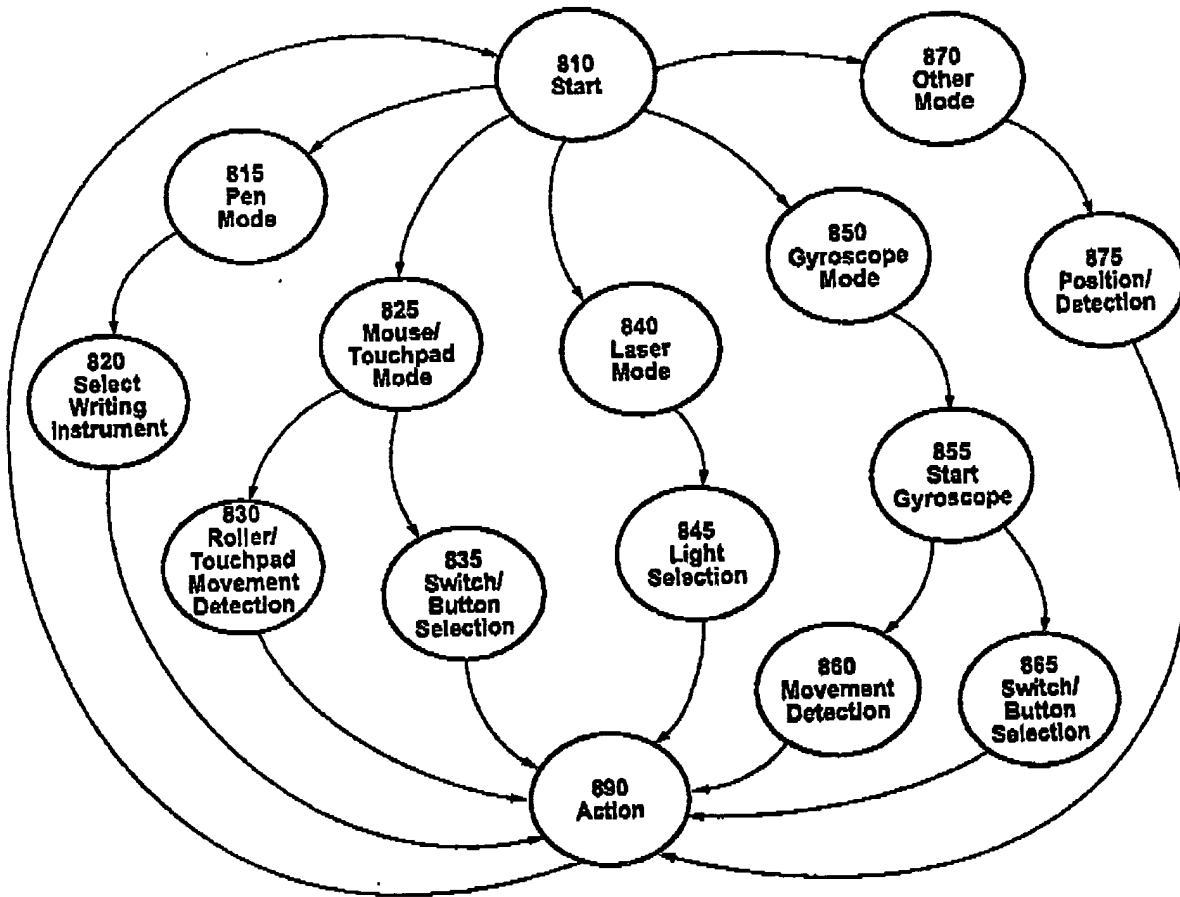 810
Start
870
Other
Mode
815
Pen
Mode
850
Gyroscope
Mode
875
Position/
Detection
825
Mouse/
Touchpad
Mode
840
Laser
Mode
820
Select
Writing
Instrument
855
Start
Gyroscope
830
Roller/
Touchpad
Movement
Detection
835
Switch/
Button
Selection
845
Light
Selection
860
Movement
Detection
865
Switch/
Button
Selection
890
Action